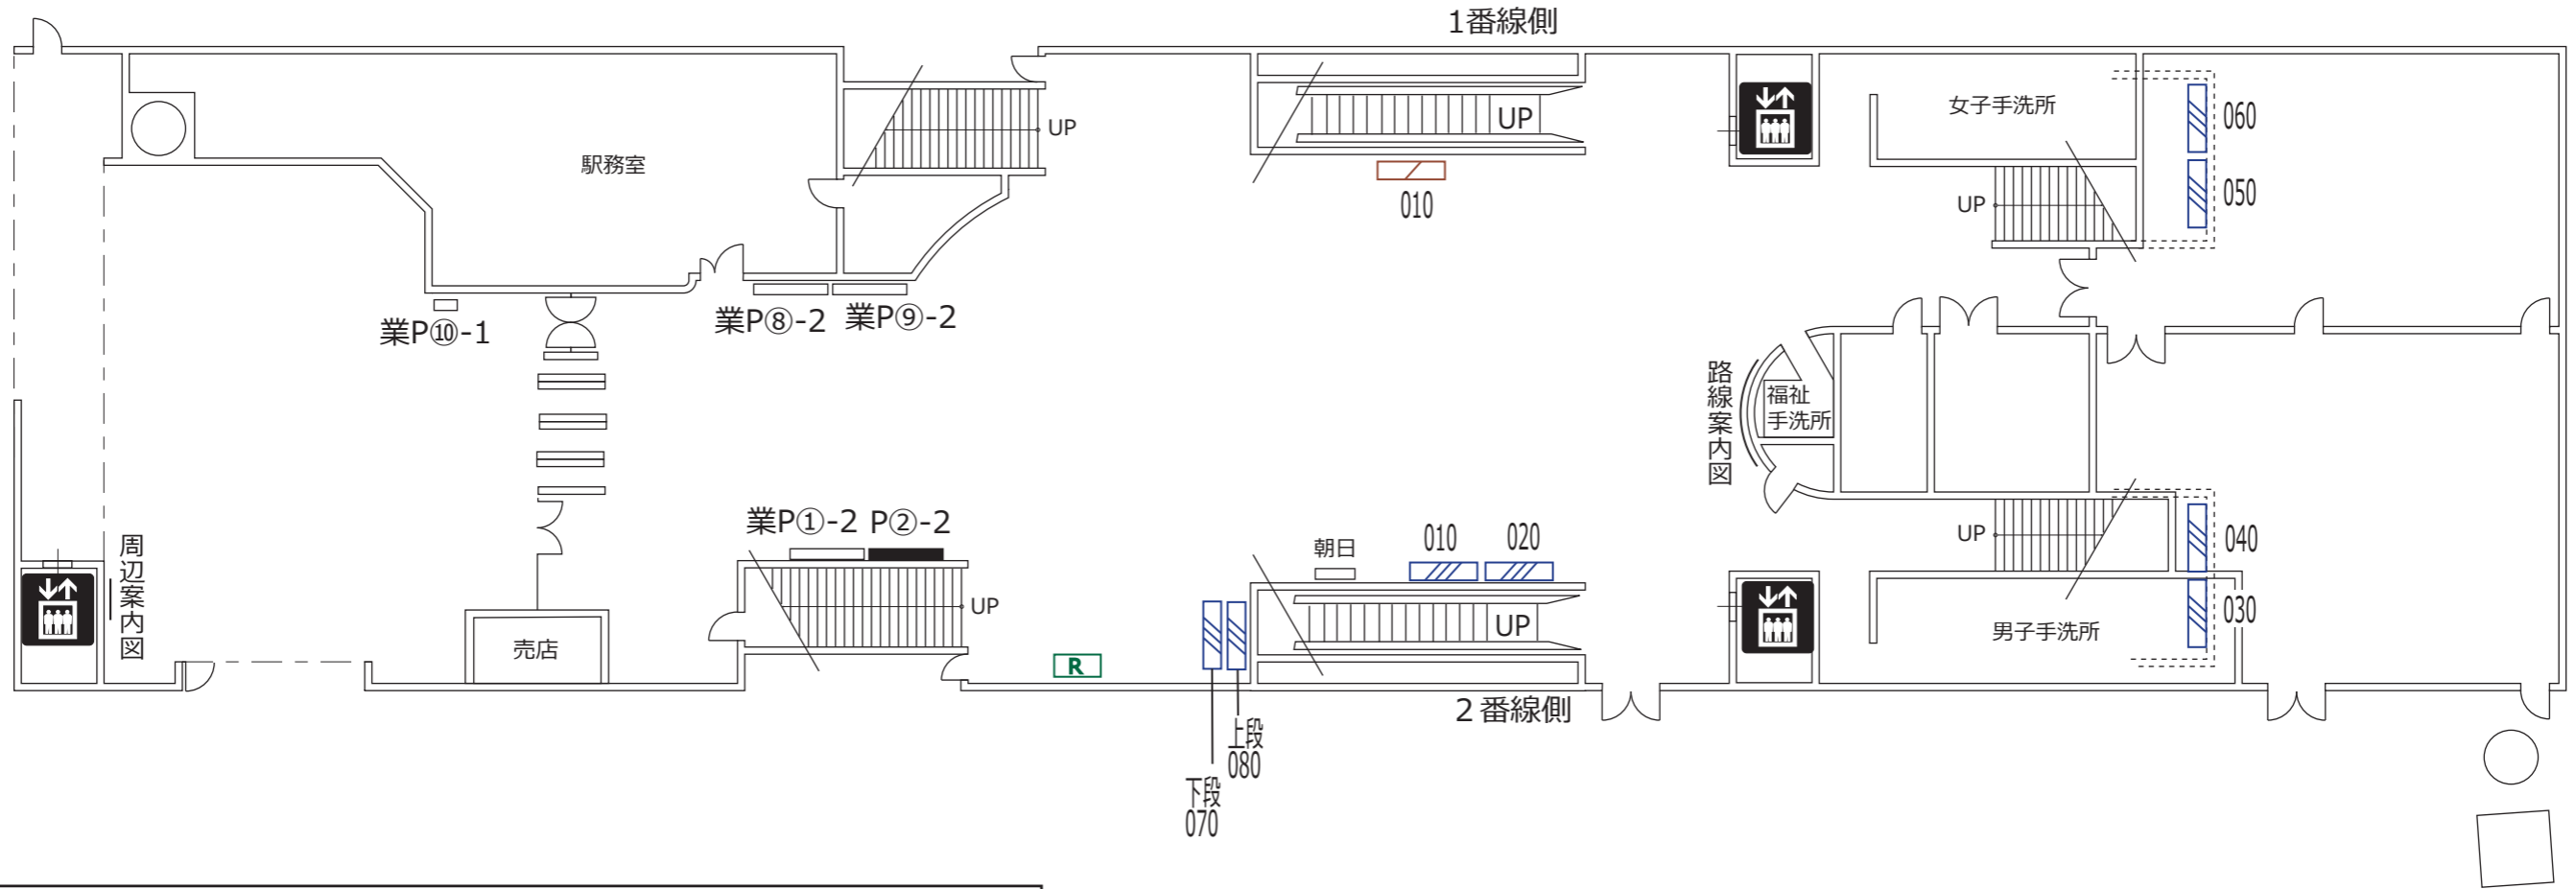 1番線側
女子手洗所
060
UP
UP
駅務室
050
UP
010
業P⑩-1
業P⑧-2
業P⑨-2
路線案内図
福祉
手洗所
業P①-2
P②-2
010
020
朝日
UP
040
周辺案内図
UP
UP
030
男子手洗所
売店
R
2番線側
上段
080
下段
070